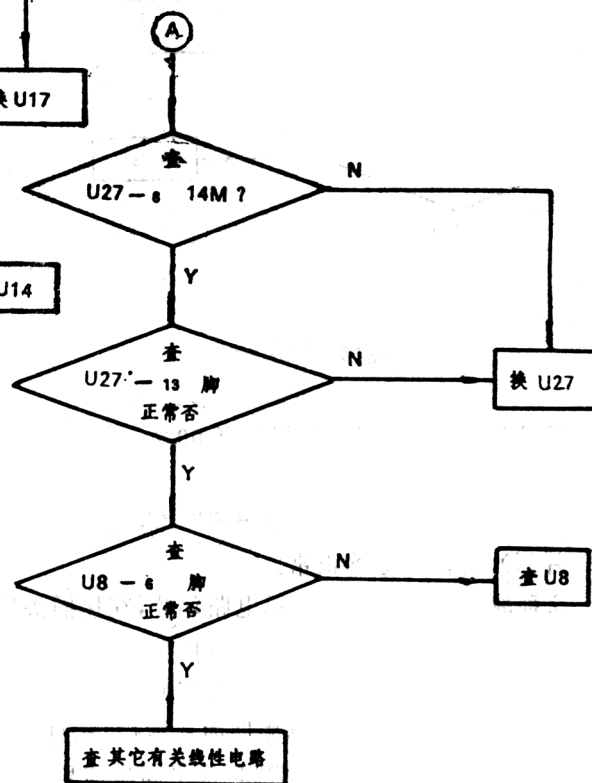 A
换 U17
查
U27 — 6 14M ?
N
Y
U14
查
U27 — 13 脚
正常否
N
换 U27
Y
查
U8 — 6 脚
正常否
N
查 U8
Y
查 其它有关线性电路